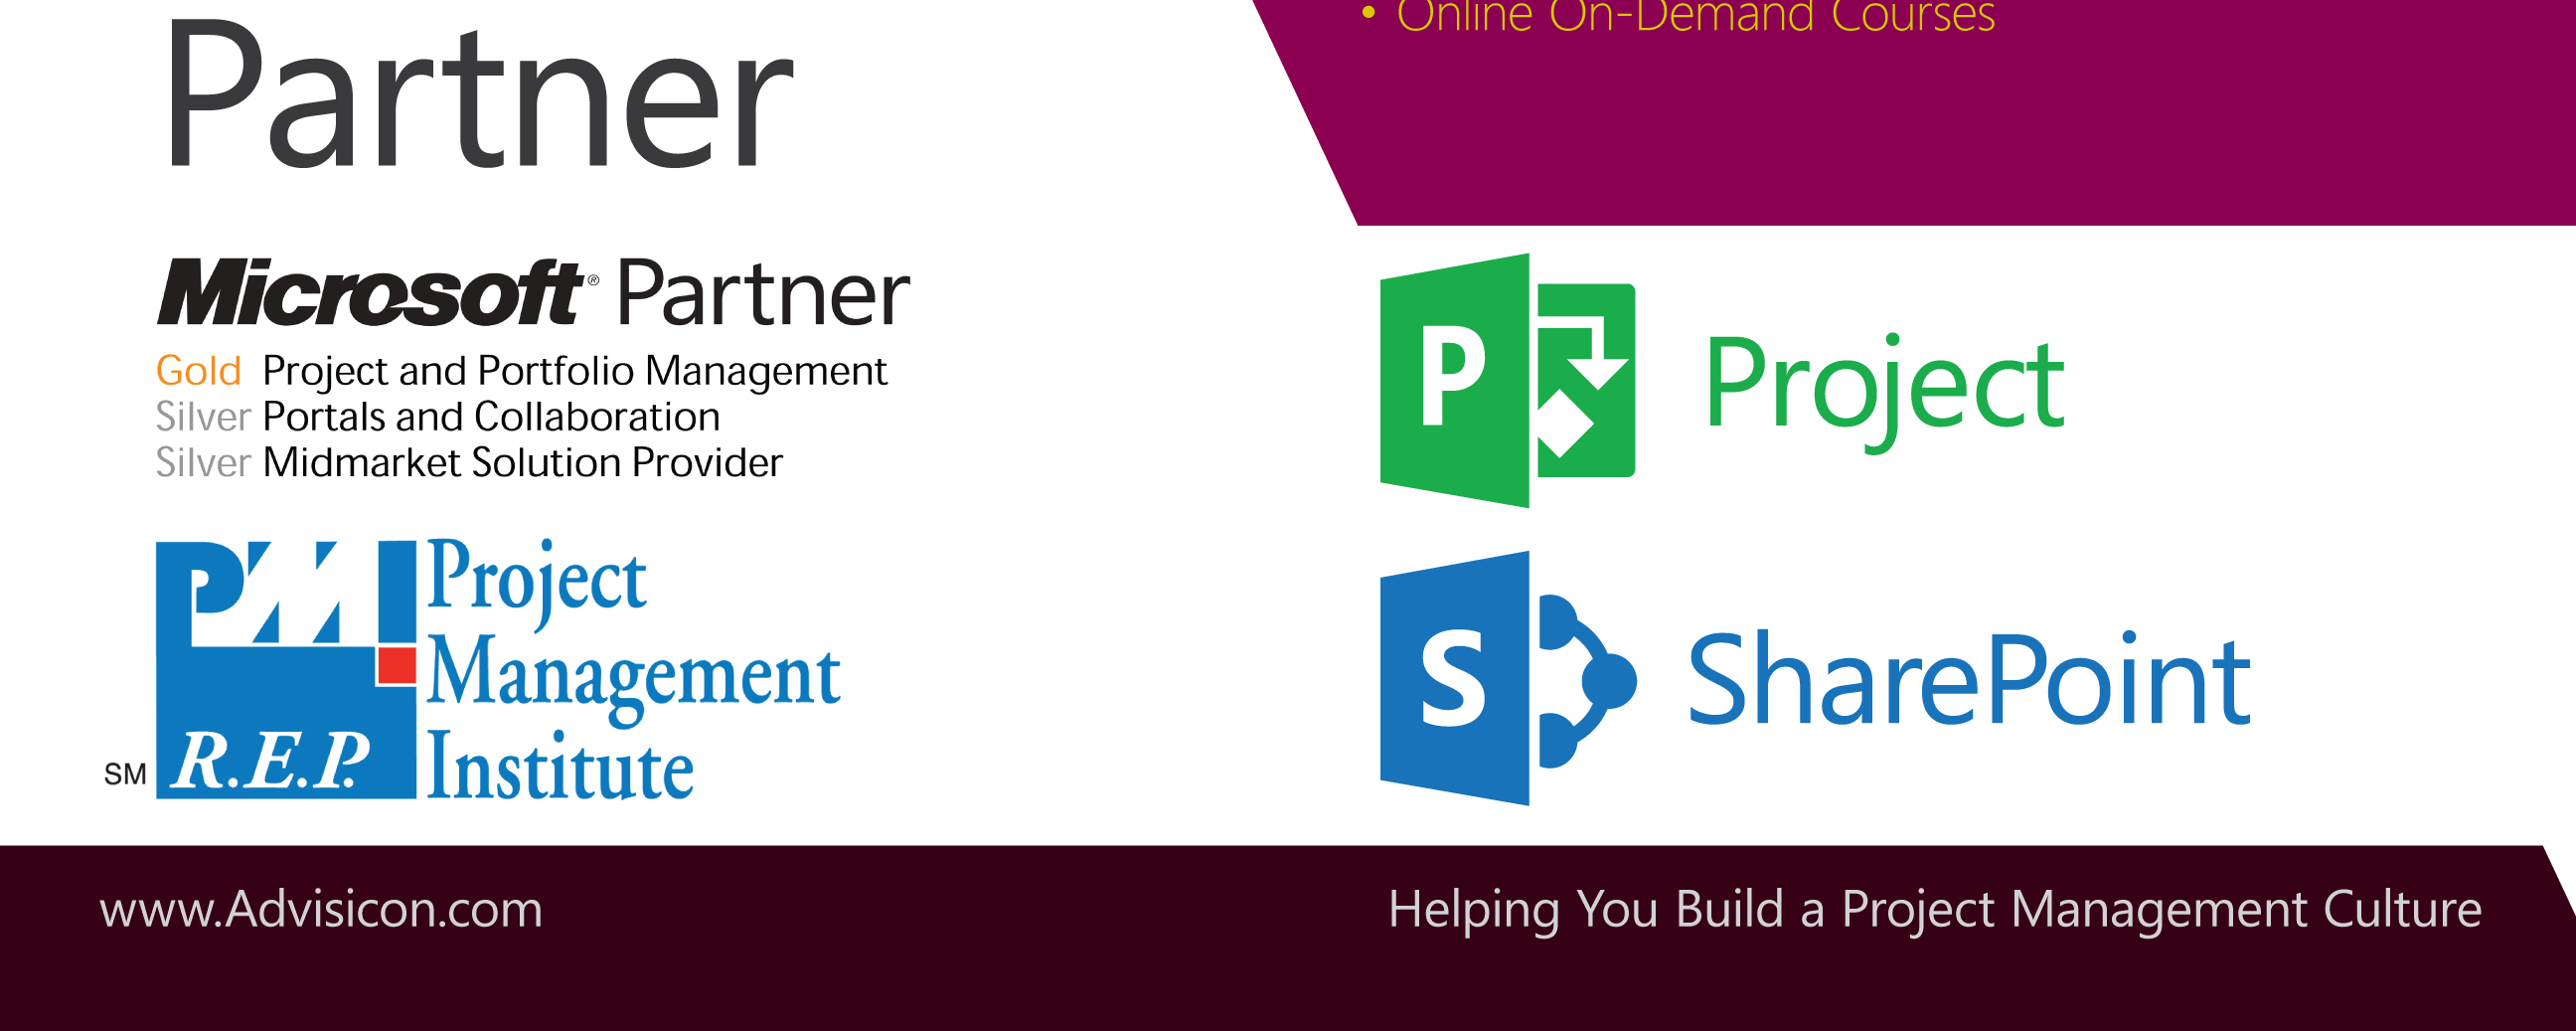 Partner
• Online On-Demand Courses
Microsoft® Partner
Gold Project and Portfolio Management
Silver Portals and Collaboration
Silver Midmarket Solution Provider
PMI
Project
Management
Institute
SM R.E.P.
P Project
S SharePoint
www.Advisicon.com
Helping You Build a Project Management Culture